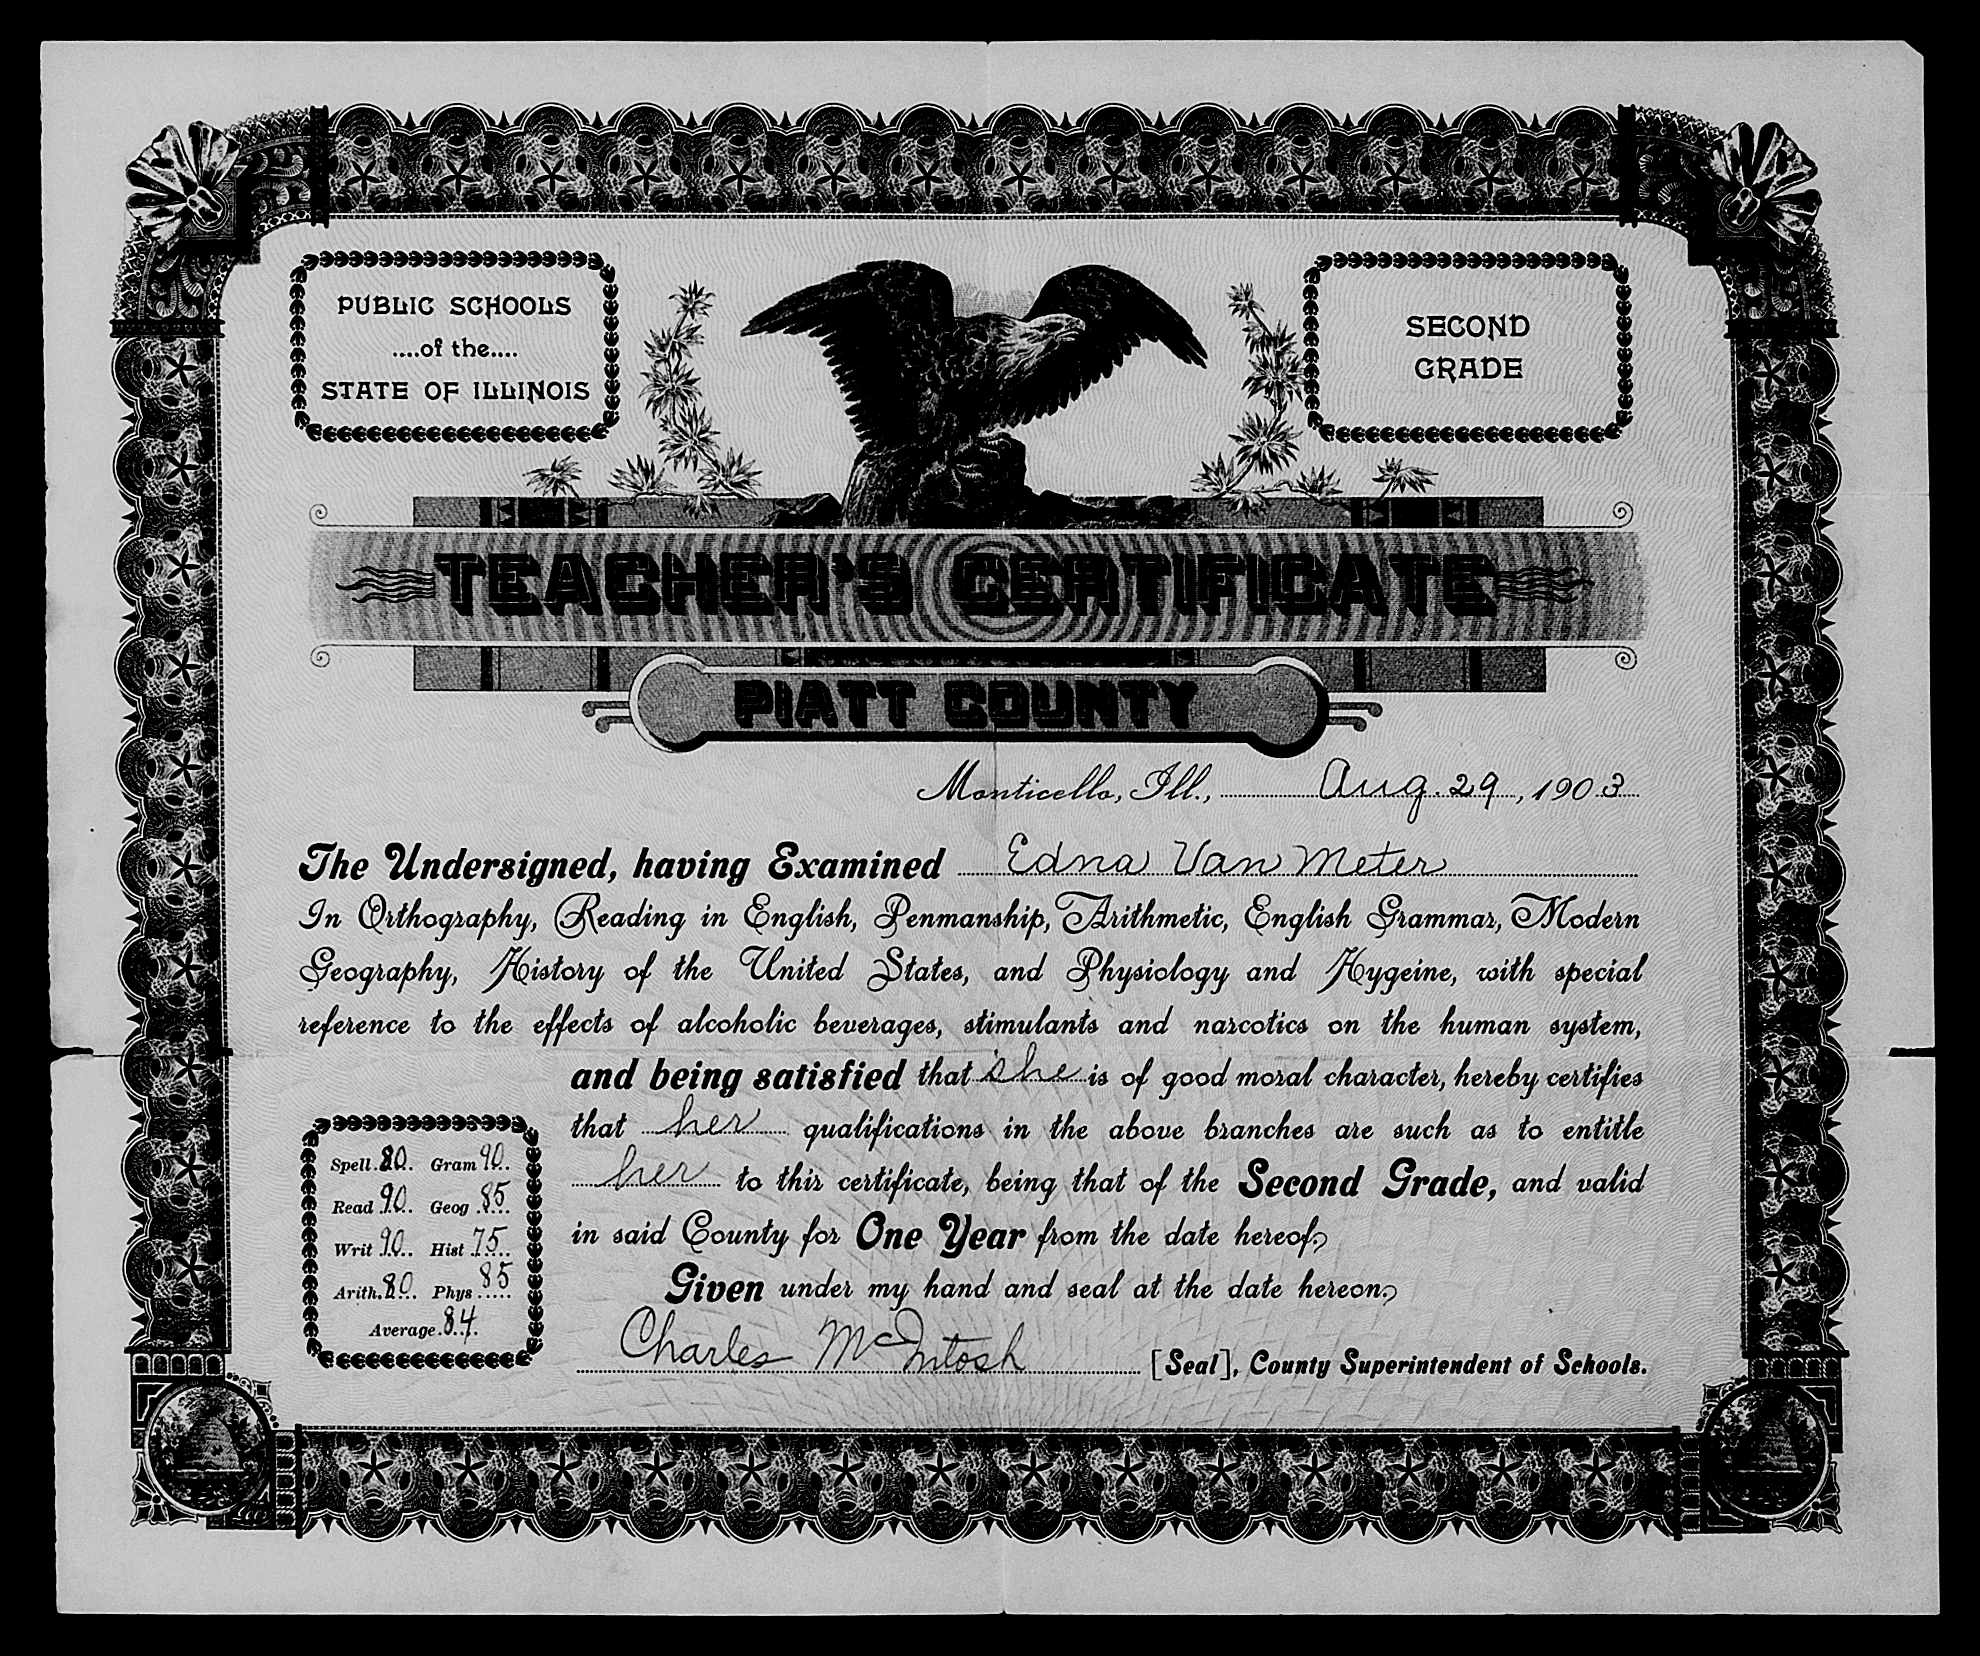 PUBLIC SCHOOLS
....of the....
STATE OF ILLINOIS
SECOND
GRADE
TEACHER'S CERTIFICATE
PIATT COUNTY
Monticello, Ill., Aug. 29, 1903
The Undersigned, having Examined Edna Van Meter
In Orthography, Reading in English, Penmanship, Arithmetic, English Grammar, Modern
Geography, History of the United States, and Physiology and Hygeine, with special
reference to the effects of alcoholic beverages, stimulants and narcotics on the human system,
and being satisfied that she is of good moral character, hereby certifies
that her qualifications in the above branches are such as to entitle
her to this certificate, being that of the Second Grade, and valid
in said County for One Year from the date hereof.
Given under my hand and seal at the date hereon.
Charles McIntosh [Seal], County Superintendent of Schools.
Spell. 80. Gram 90.
Read 90. Geog. 85
Writ 90. Hist 75
Arith. 80. Phys 85
Average. 84.